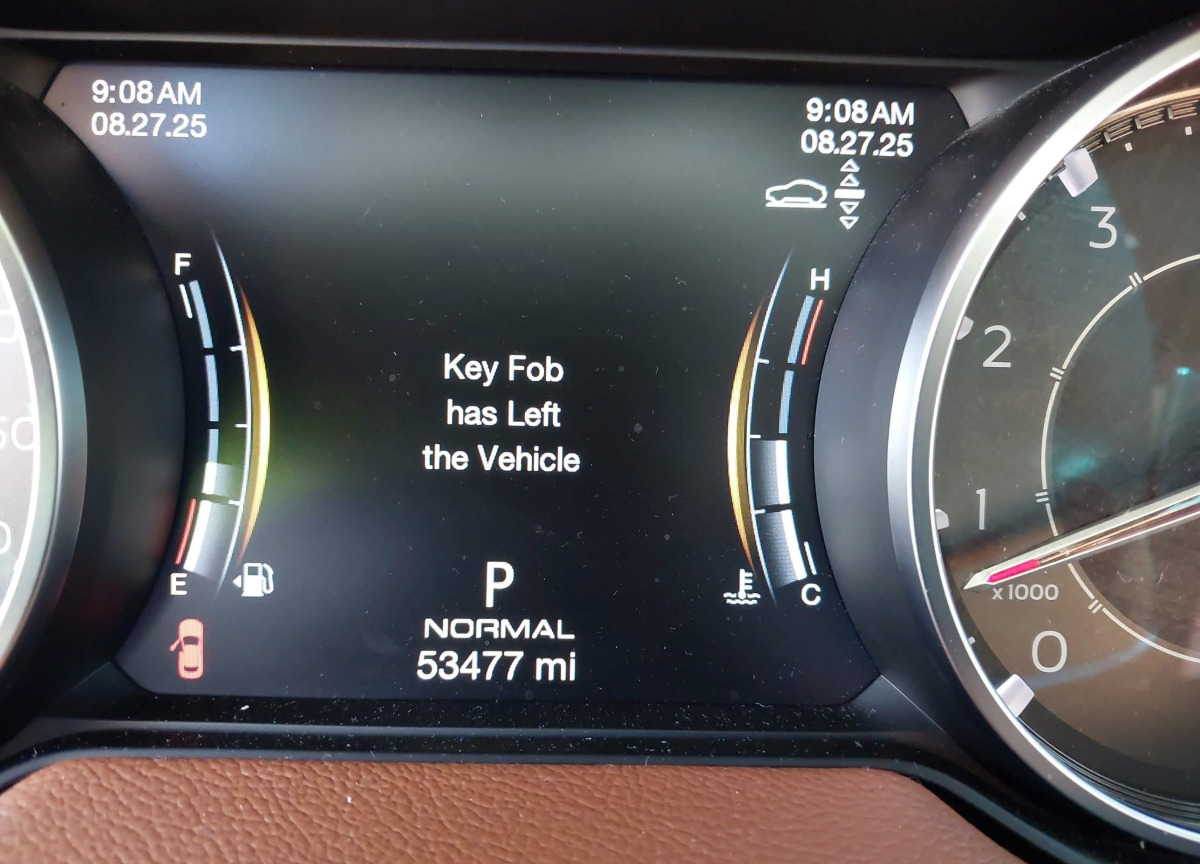 9:08 AM
08.27.25
9:08 AM
08.27.25
F
H
Key Fob
has Left
the Vehicle
E
C
P
NORMAL
53477 mi
3
2
1
x1000
0